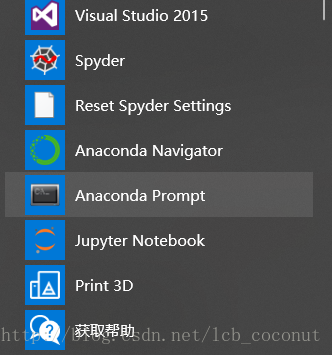 Visual Studio 2015
Spyder
Reset Spyder Settings
Anaconda Navigator
Anaconda Prompt
Jupyter Notebook
Print 3D
获取帮助
http://blog.csdn.net/lcb_coconut